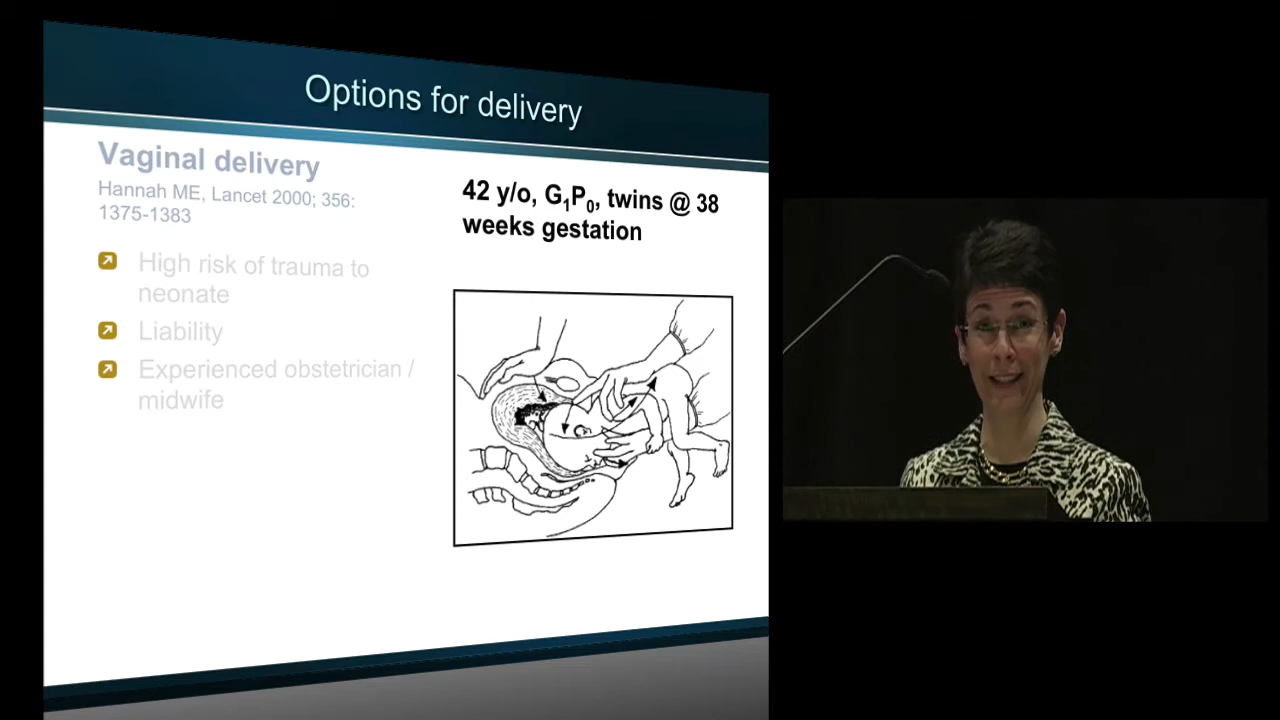 Options for delivery
Vaginal delivery
Hannah ME, Lancet 2000; 356:
1375-1383
High risk of trauma to
neonate
Liability
Experienced obstetrician /
midwife
42 y/o, G₁P₀, twins @ 38
weeks gestation